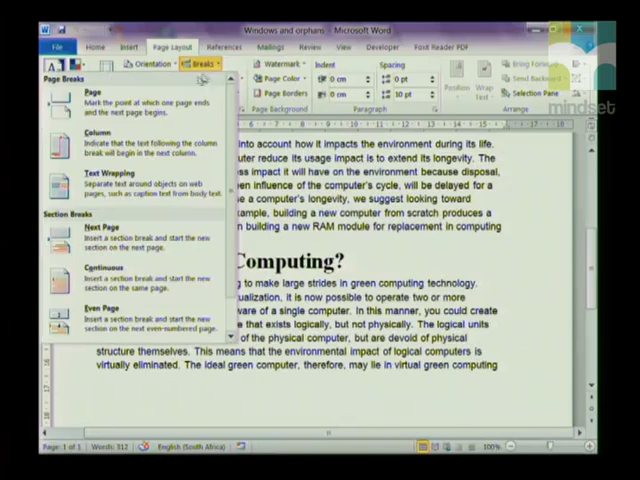 Windows and orphans - Microsoft Word
File Home Insert Page Layout References Mailings Review View Developer Foxit Reader PDF
Orientation Breaks Watermark Indent Spacing Bring Forward
Page Color 0 cm 0 pt Position Wrap Send Backward
Page Borders 0 cm 10 pt Text Selection Pane
Page Background Paragraph Arrange
mindset
Page Breaks
Page
Mark the point at which one page ends
and the next page begins.
Column
Indicate that the text following the column
break will begin in the next column.
Text Wrapping
Separate text around objects on web
pages, such as caption text from body text.
Section Breaks
Next Page
Insert a section break and start the new
section on the next page.
Continuous
Insert a section break and start the new
section on the same page.
Even Page
Insert a section break and start the new
section on the next even-numbered page.
into account how it impacts the environment during its life.
puter reduce its usage impact is to extend its longevity. The
ss impact it will have on the environment because disposal,
en influence of the computer's cycle, will be delayed for a
e a computer's longevity, we suggest looking toward
xample, building a new computer from scratch produces a
n building a new RAM module for replacement in computing
Computing?
g to make large strides in green computing technology.
ualization, it is now possible to operate two or more
ware of a single computer. In this manner, you could create
e that exists logically, but not physically. The logical units
of the physical computer, but are devoid of physical
structure themselves. This means that the environmental impact of logical computers is
virtually eliminated. The ideal green computer, therefore, may lie in virtual green computing
Page: 1 of 1 Words: 312 English (South Africa) 100%